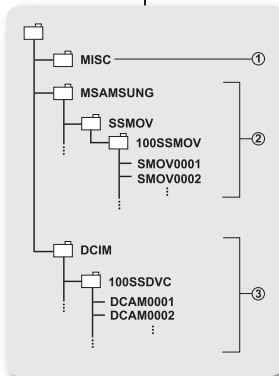 MISC ①
MSAMSUNG
SSMOV
②
100SSMOV
SMOV0001
SMOV0002
DCIM
③
100SSDVC
DCAM0001
DCAM0002